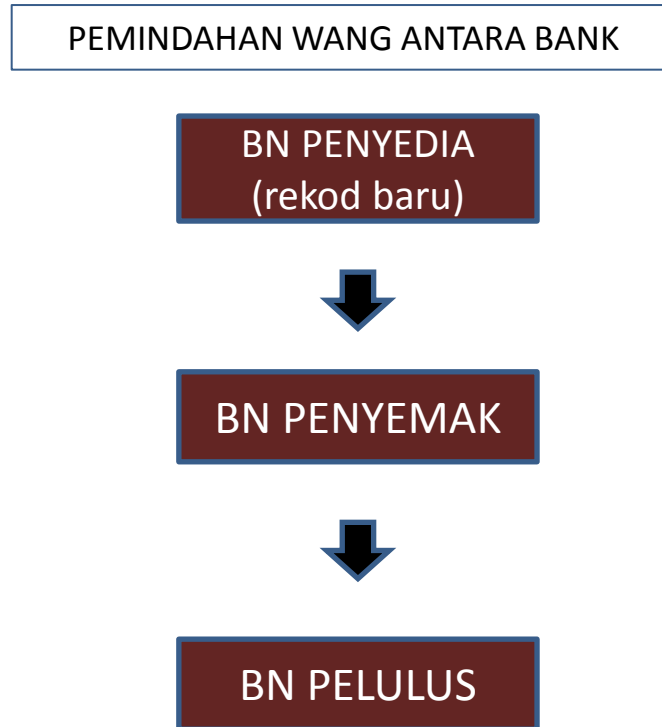 PEMINDAHAN WANG ANTARA BANK
BN PENYEDIA
(rekod baru)
BN PENYEMAK
BN PELULUS